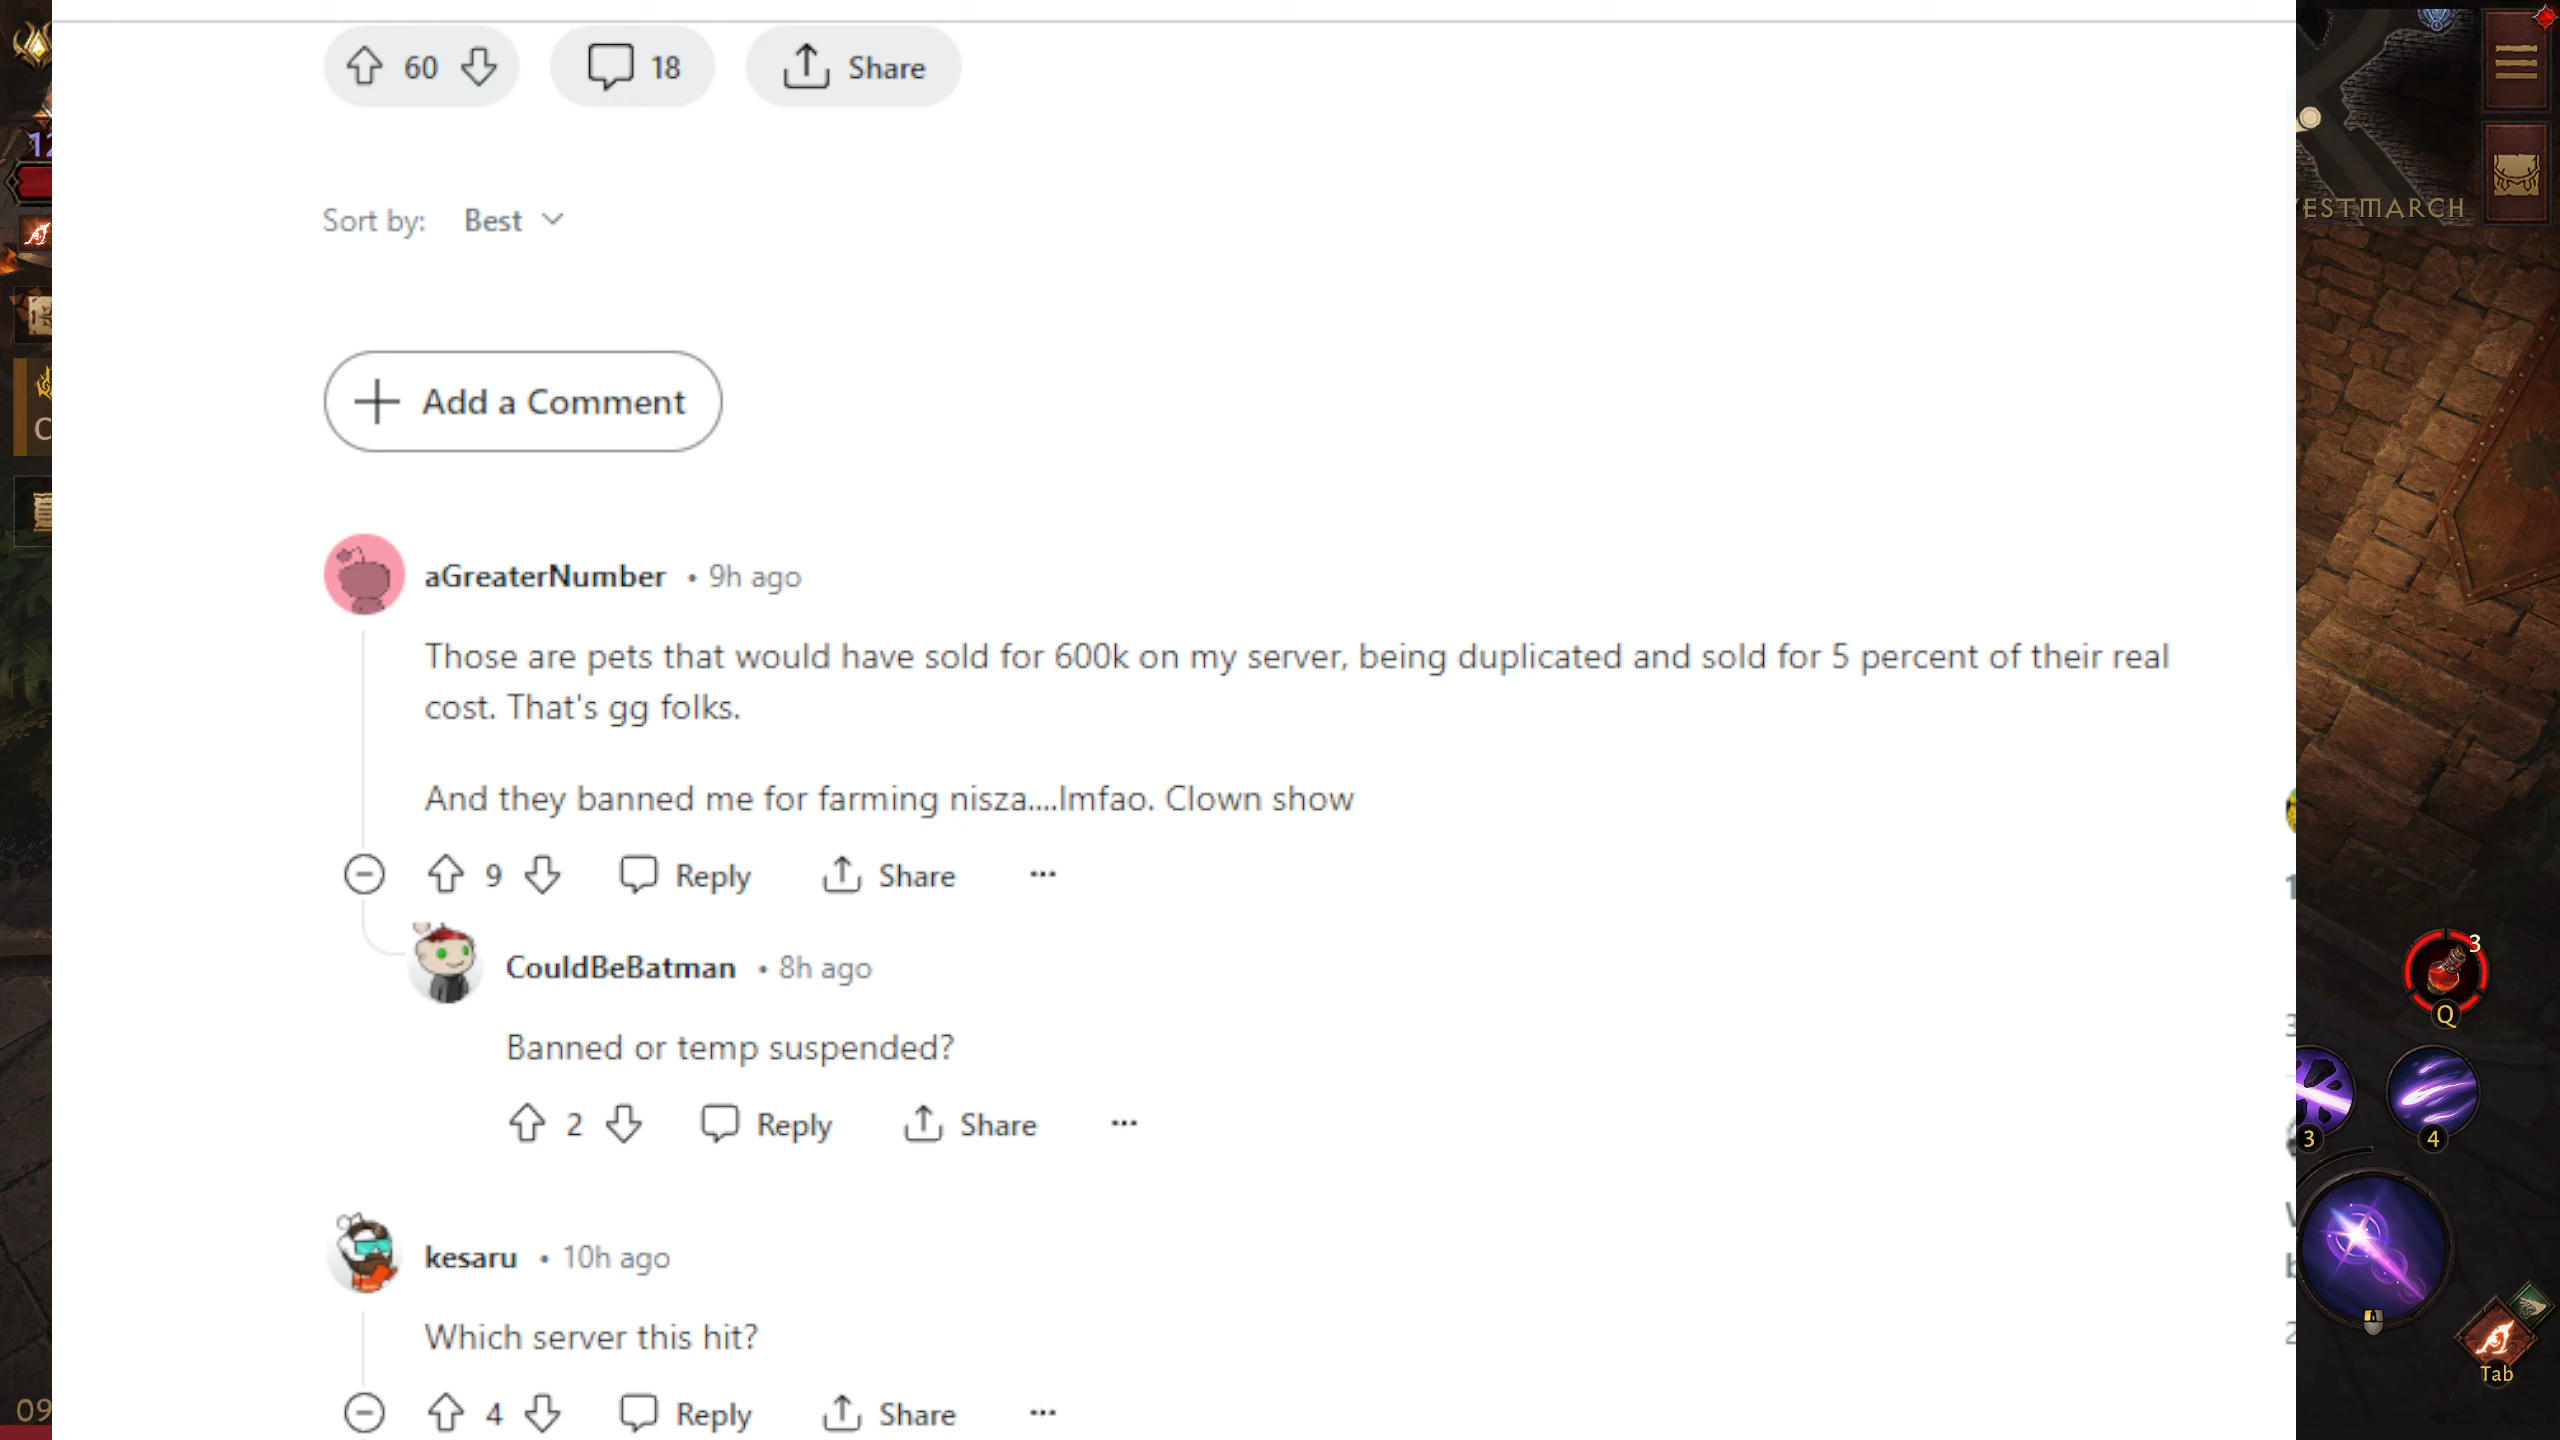 60
18
Share
Sort by: Best
Add a Comment
aGreaterNumber • 9h ago
Those are pets that would have sold for 600k on my server, being duplicated and sold for 5 percent of their real
cost. That's gg folks.
And they banned me for farming nisza....lmfao. Clown show
9 Reply Share ...
CouldBeBatman • 8h ago
Banned or temp suspended?
2 Reply Share ...
kesaru • 10h ago
Which server this hit?
4 Reply Share ...
ESTMARCH
3
Q
3
4
Tab
12
C
09